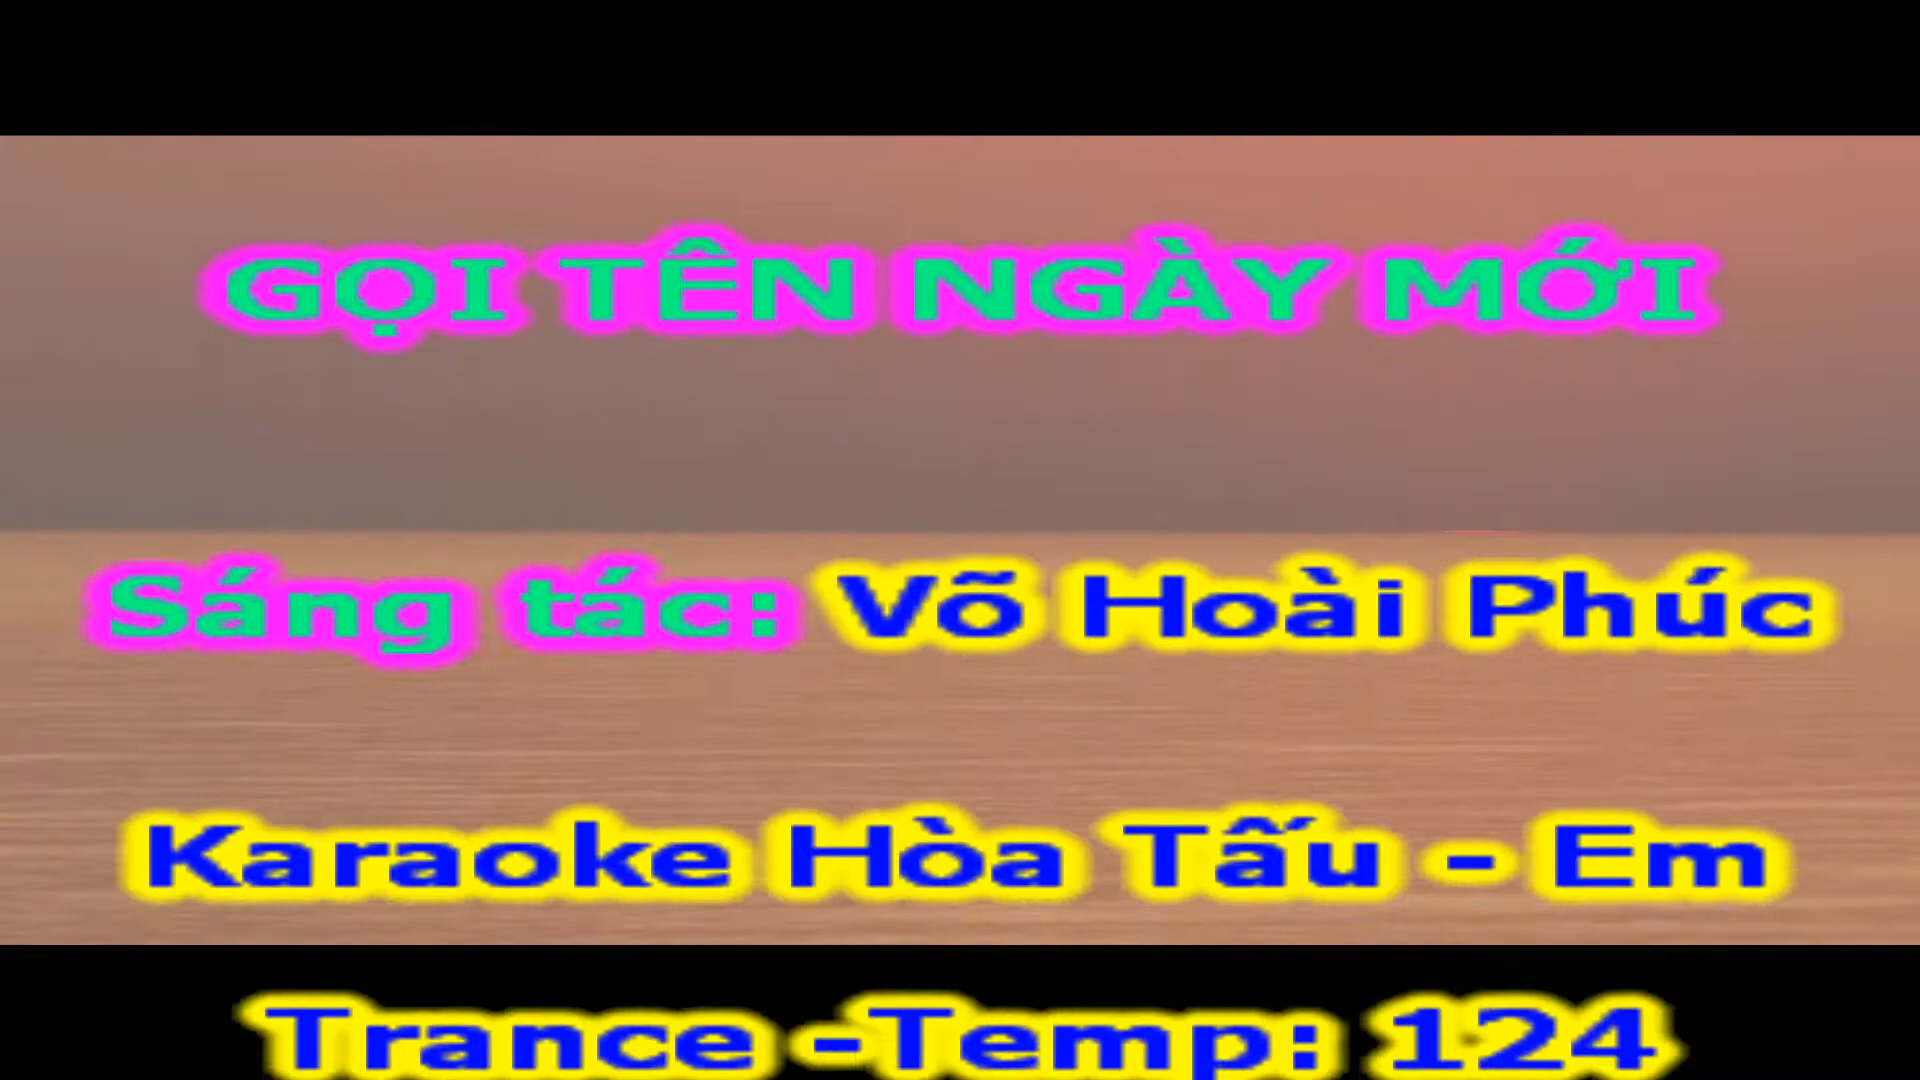 GỌI TÊN NGÀY MỚI
Sáng tác: Võ Hoài Phúc
Karaoke Hòa Tấu - Em
Trance -Temp: 124